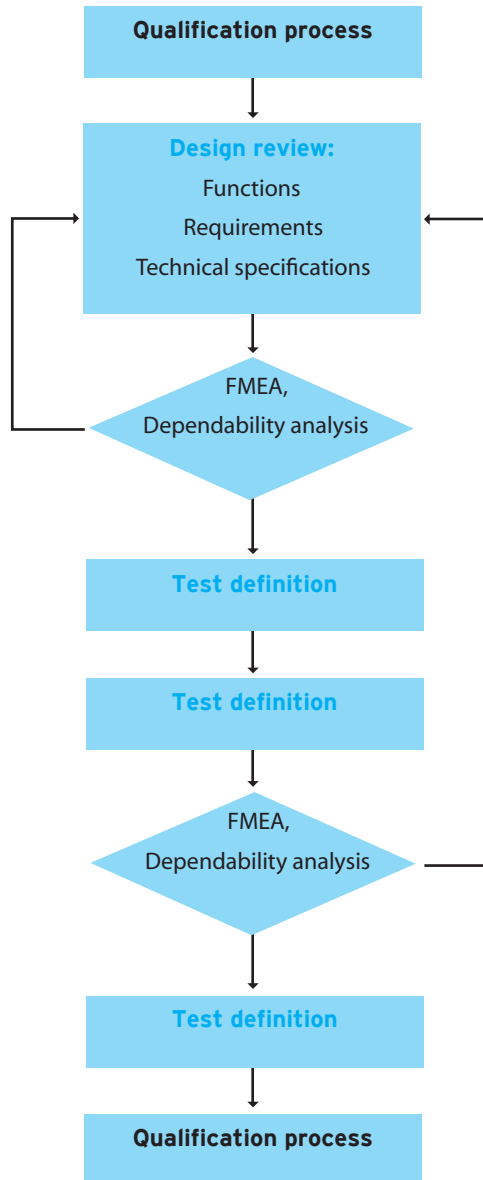 Qualification process
Design review:
Functions
Requirements
Technical specifications
FMEA,
Dependability analysis
Test definition
Test definition
FMEA,
Dependability analysis
Test definition
Qualification process